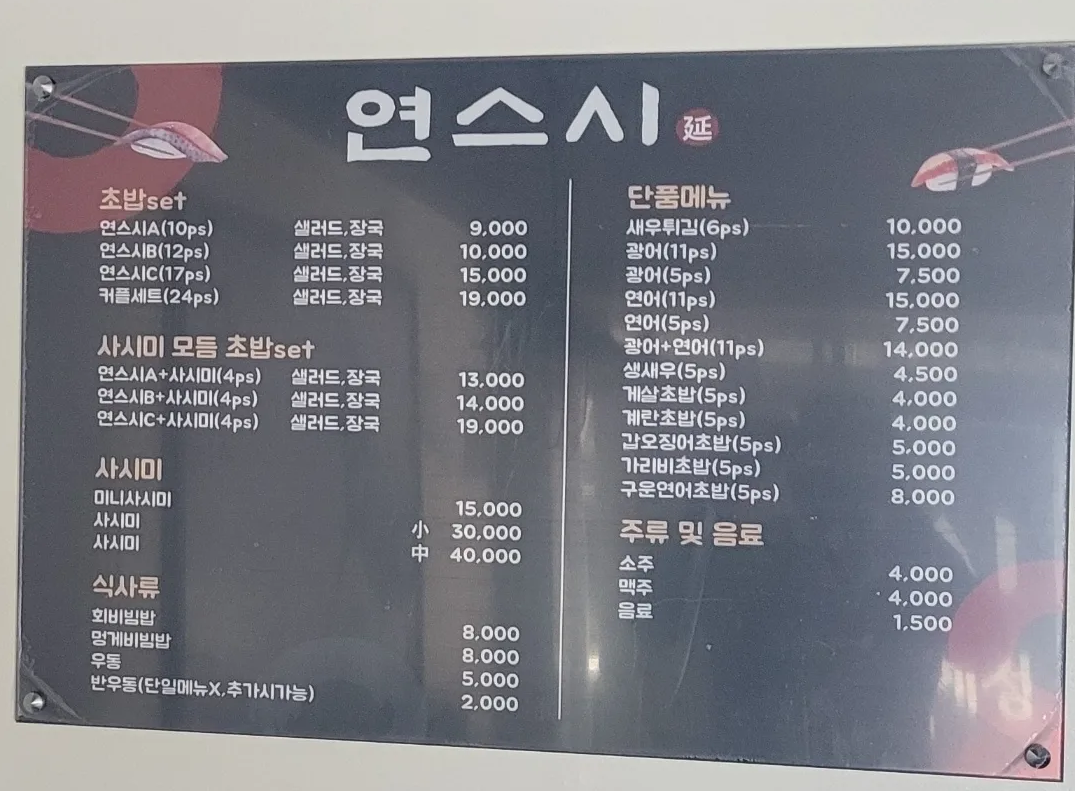 연스시 延
초밥set
연스시A(10ps) 샐러드,장국 9,000
연스시B(12ps) 샐러드,장국 10,000
연스시C(17ps) 샐러드,장국 15,000
커플세트(24ps) 샐러드,장국 19,000
사시미 모듬 초밥set
연스시A+사시미(4ps) 샐러드,장국 13,000
연스시B+사시미(4ps) 샐러드,장국 14,000
연스시C+사시미(4ps) 샐러드,장국 19,000
사시미
미니사시미 15,000
사시미 小 30,000
사시미 中 40,000
식사류
회비빔밥 8,000
멍게비빔밥 8,000
우동 5,000
반우동(단일메뉴X,추가시가능) 2,000
단품메뉴
새우튀김(6ps) 10,000
광어(11ps) 15,000
광어(5ps) 7,500
연어(11ps) 15,000
연어(5ps) 7,500
광어+연어(11ps) 14,000
생새우(5ps) 4,500
게살초밥(5ps) 4,000
계란초밥(5ps) 4,000
갑오징어초밥(5ps) 5,000
가리비초밥(5ps) 5,000
구운연어초밥(5ps) 8,000
주류 및 음료
소주 4,000
맥주 4,000
음료 1,500